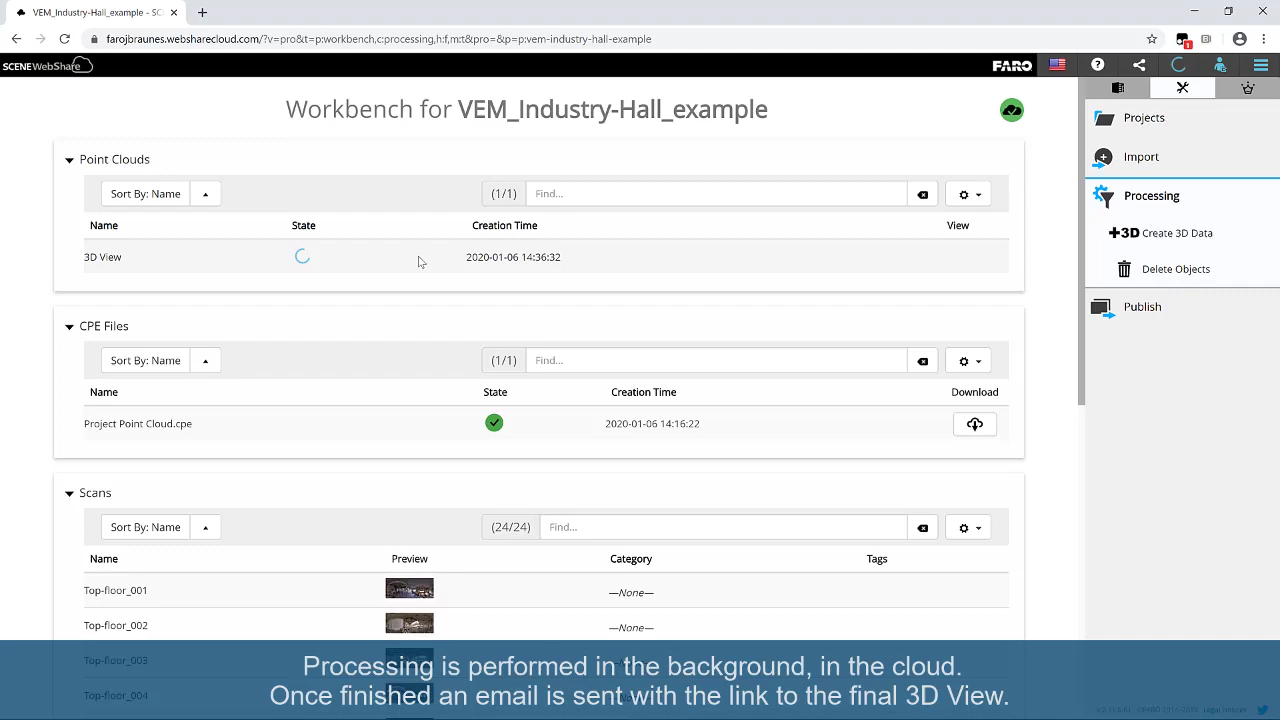 VEM_Industry-Hall_example - SC
farojbraunes.websharecloud.com/?v=pro&t=p:workbench,c:processing,h:f,m:t&pro=&p=p:vem-industry-hall-example
SCENE WebShare
FARO
Workbench for VEM_Industry-Hall_example
Point Clouds
Sort By: Name
(1/1)
Find...
Name State Creation Time View
3D View 2020-01-06 14:36:32
CPE Files
Sort By: Name
(1/1)
Find...
Name State Creation Time Download
Project Point Cloud.cpe 2020-01-06 14:16:22
Scans
Sort By: Name
(24/24)
Find...
Name Preview Category Tags
Top-floor_001 —None—
Top-floor_002 —None—
Top-floor_003
Top-floor_004
Projects
Import
Processing
+3D Create 3D Data
Delete Objects
Publish
Processing is performed in the background, in the cloud.
Once finished an email is sent with the link to the final 3D View.